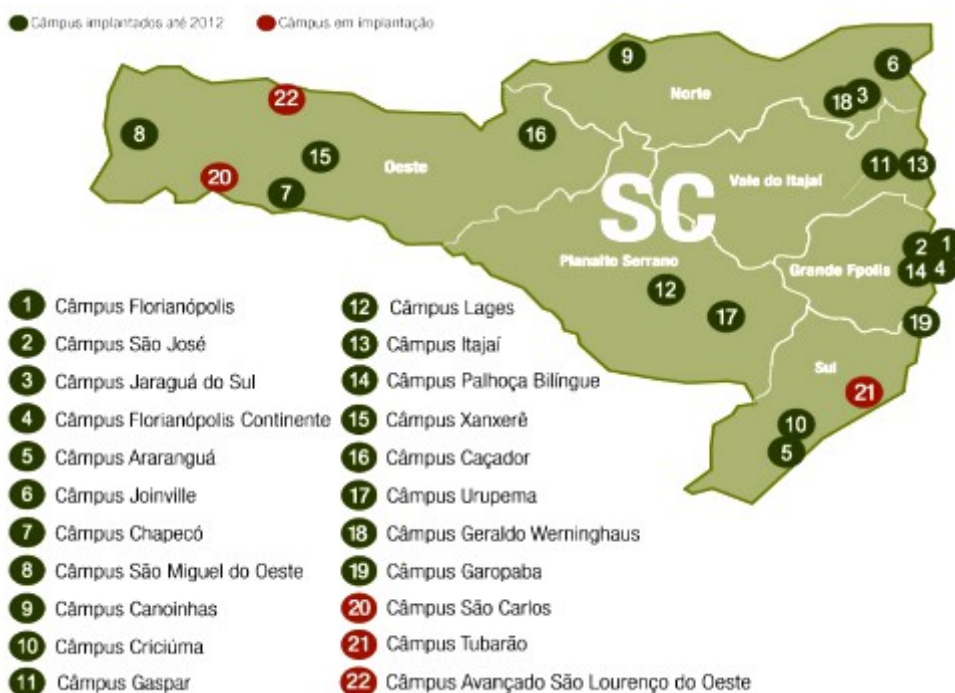 Câmpus implantados até 2012 Câmpus em implantação
9
6
Norte
22
18 3
8
16
15
Oeste
11 13
20
Vale do Itajaí
7
SC
2 1
Planalto Serrano
Grande Fpolis
14 4
12
17
19
Sul
21
10
5
1 Câmpus Florianópolis
2 Câmpus São José
3 Câmpus Jaraguá do Sul
4 Câmpus Florianópolis Continente
5 Câmpus Araranguá
6 Câmpus Joinville
7 Câmpus Chapecó
8 Câmpus São Miguel do Oeste
9 Câmpus Canoinhas
10 Câmpus Criciúma
11 Câmpus Gaspar
12 Câmpus Lages
13 Câmpus Itajaí
14 Câmpus Palhoça Bilíngue
15 Câmpus Xanxerê
16 Câmpus Caçador
17 Câmpus Urupema
18 Câmpus Geraldo Werninghaus
19 Câmpus Garopaba
20 Câmpus São Carlos
21 Câmpus Tubarão
22 Câmpus Avançado São Lourenço do Oeste